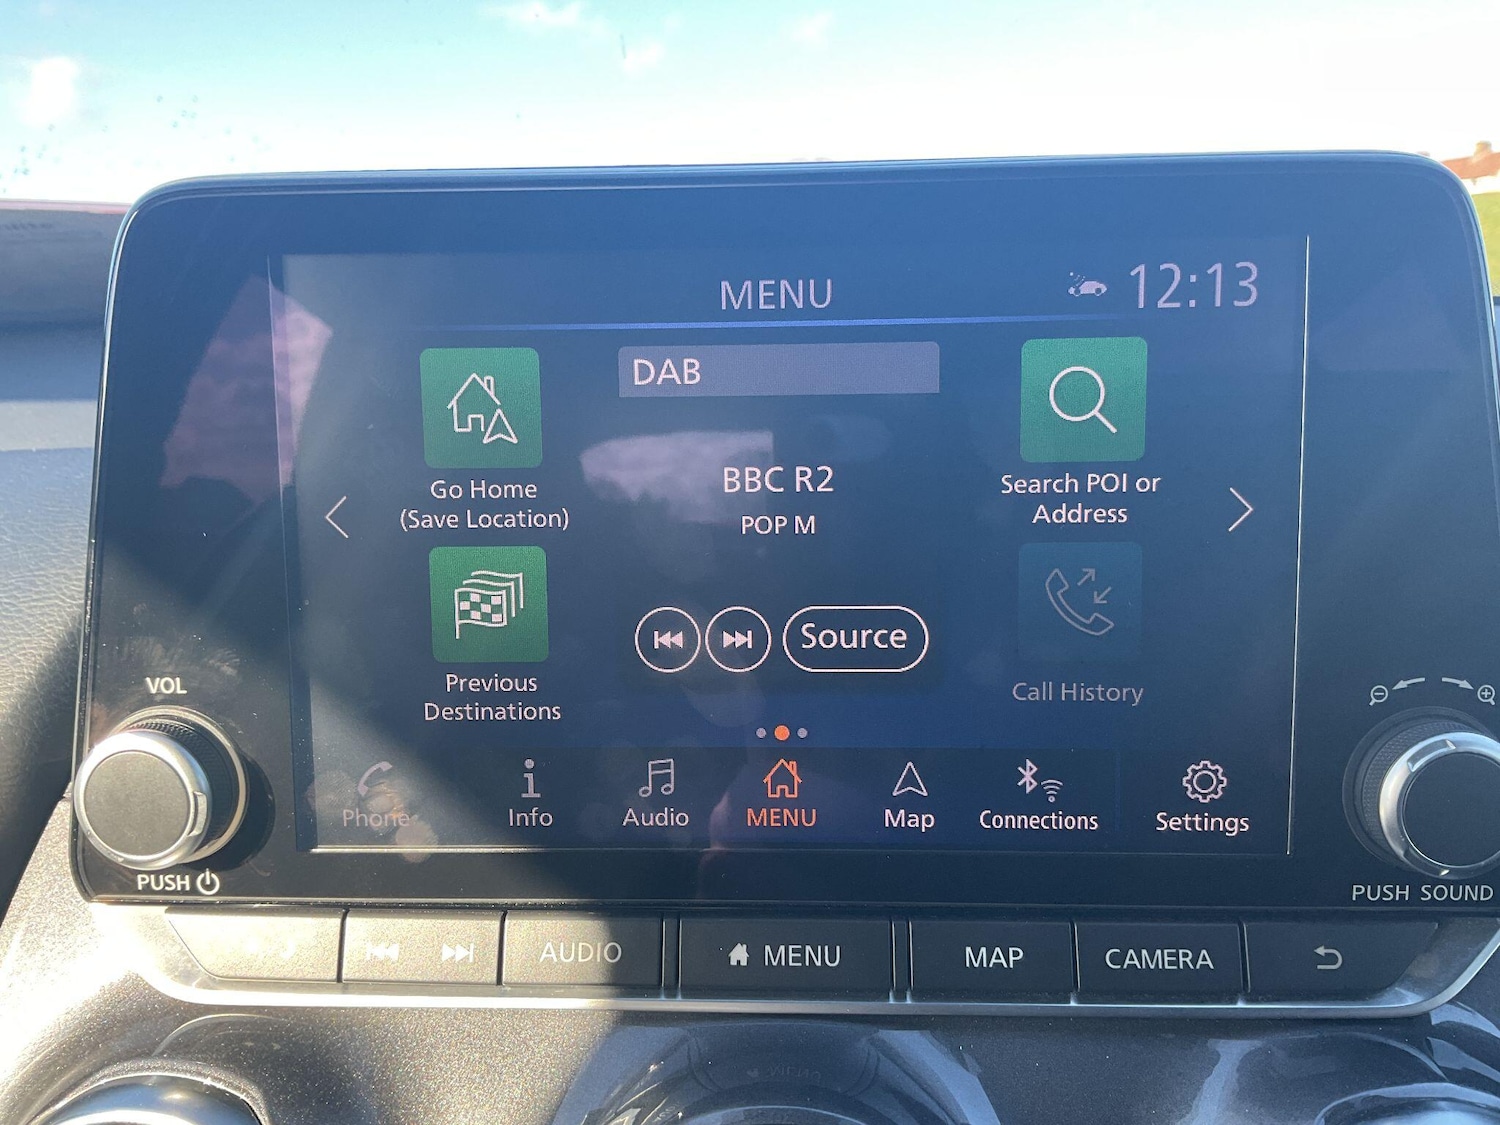 MENU
12:13
DAB
BBC R2
POP M
Go Home
(Save Location)
Search POI or
Address
Source
Previous
Destinations
Call History
Phone
Info
Audio
MENU
Map
Connections
Settings
VOL
PUSH
PUSH SOUND
AUDIO
MENU
MAP
CAMERA